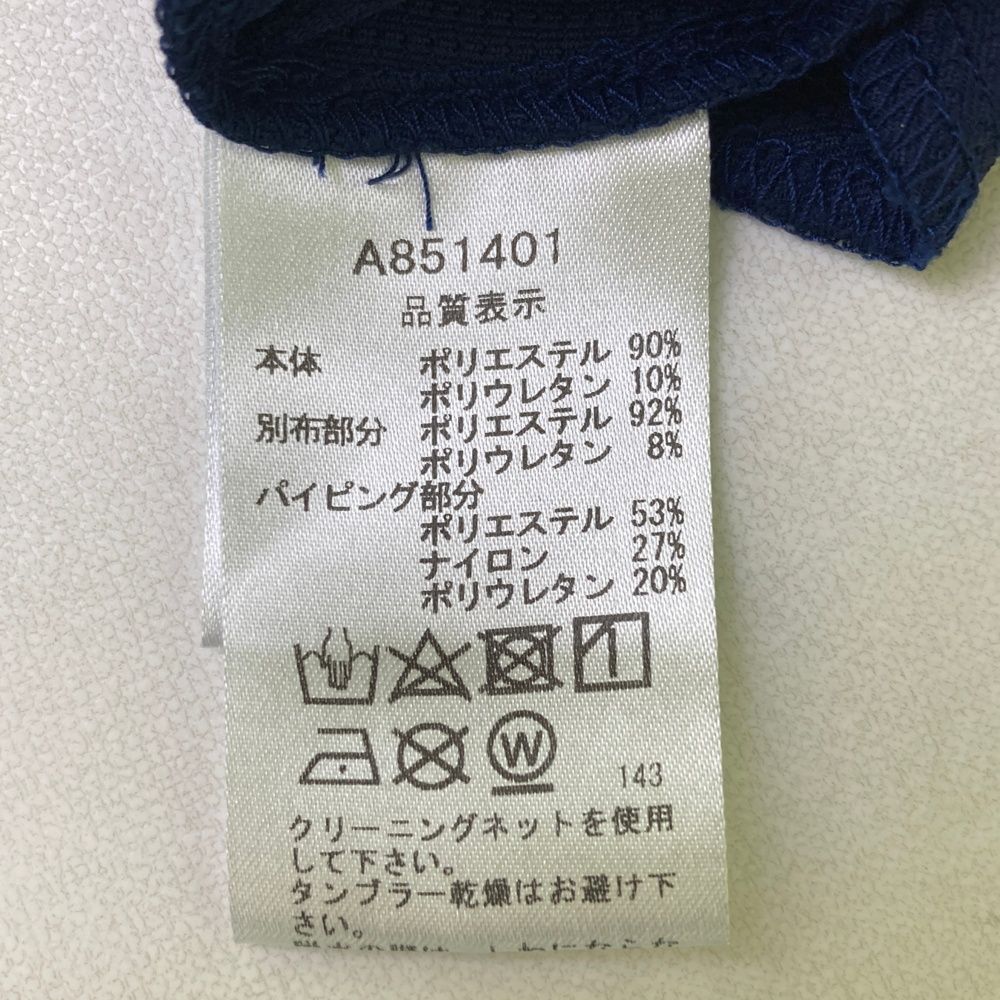 A851401
品質表示
本体 ポリエステル 90%
ポリウレタン 10%
別布部分 ポリエステル 92%
ポリウレタン 8%
パイピング部分
ポリエステル 53%
ナイロン 27%
ポリウレタン 20%
W
143
クリーニングネットを使用
して下さい。
タンブラー乾燥はお避け下
さい。